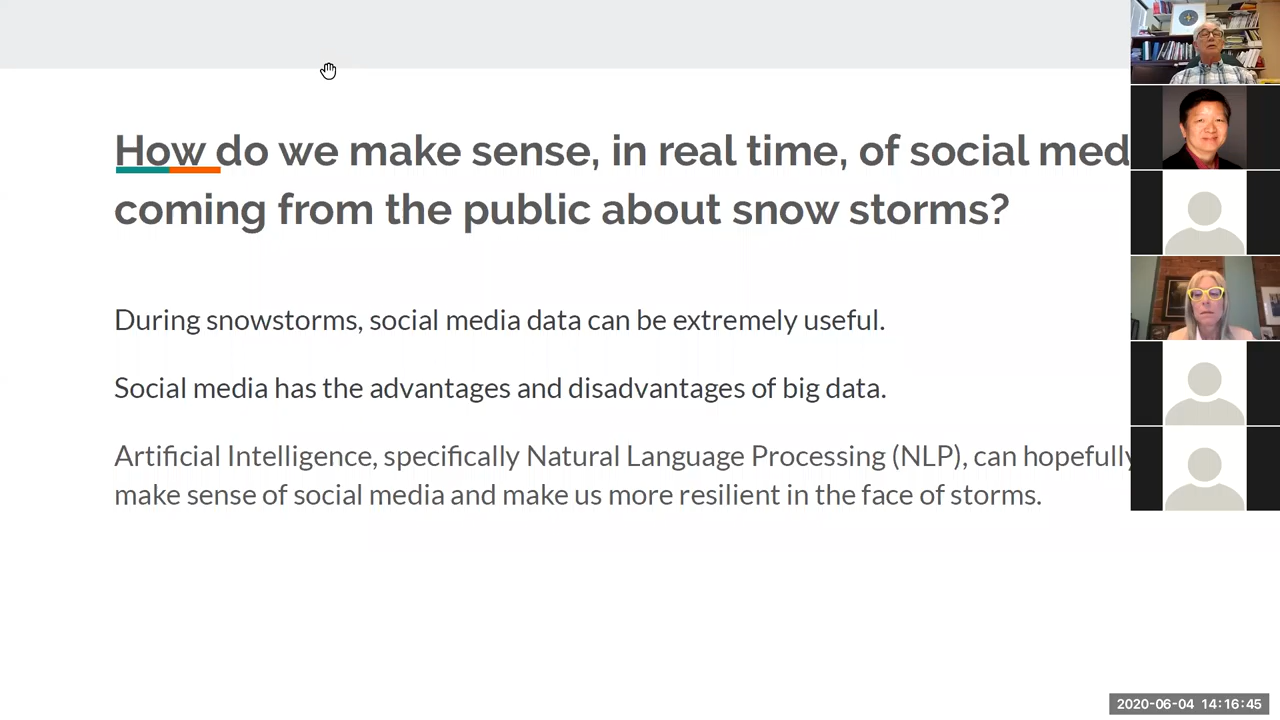 How do we make sense, in real time, of social med
coming from the public about snow storms?
During snowstorms, social media data can be extremely useful.
Social media has the advantages and disadvantages of big data.
Artificial Intelligence, specifically Natural Language Processing (NLP), can hopefully
make sense of social media and make us more resilient in the face of storms.
2020-06-04 14:16:45